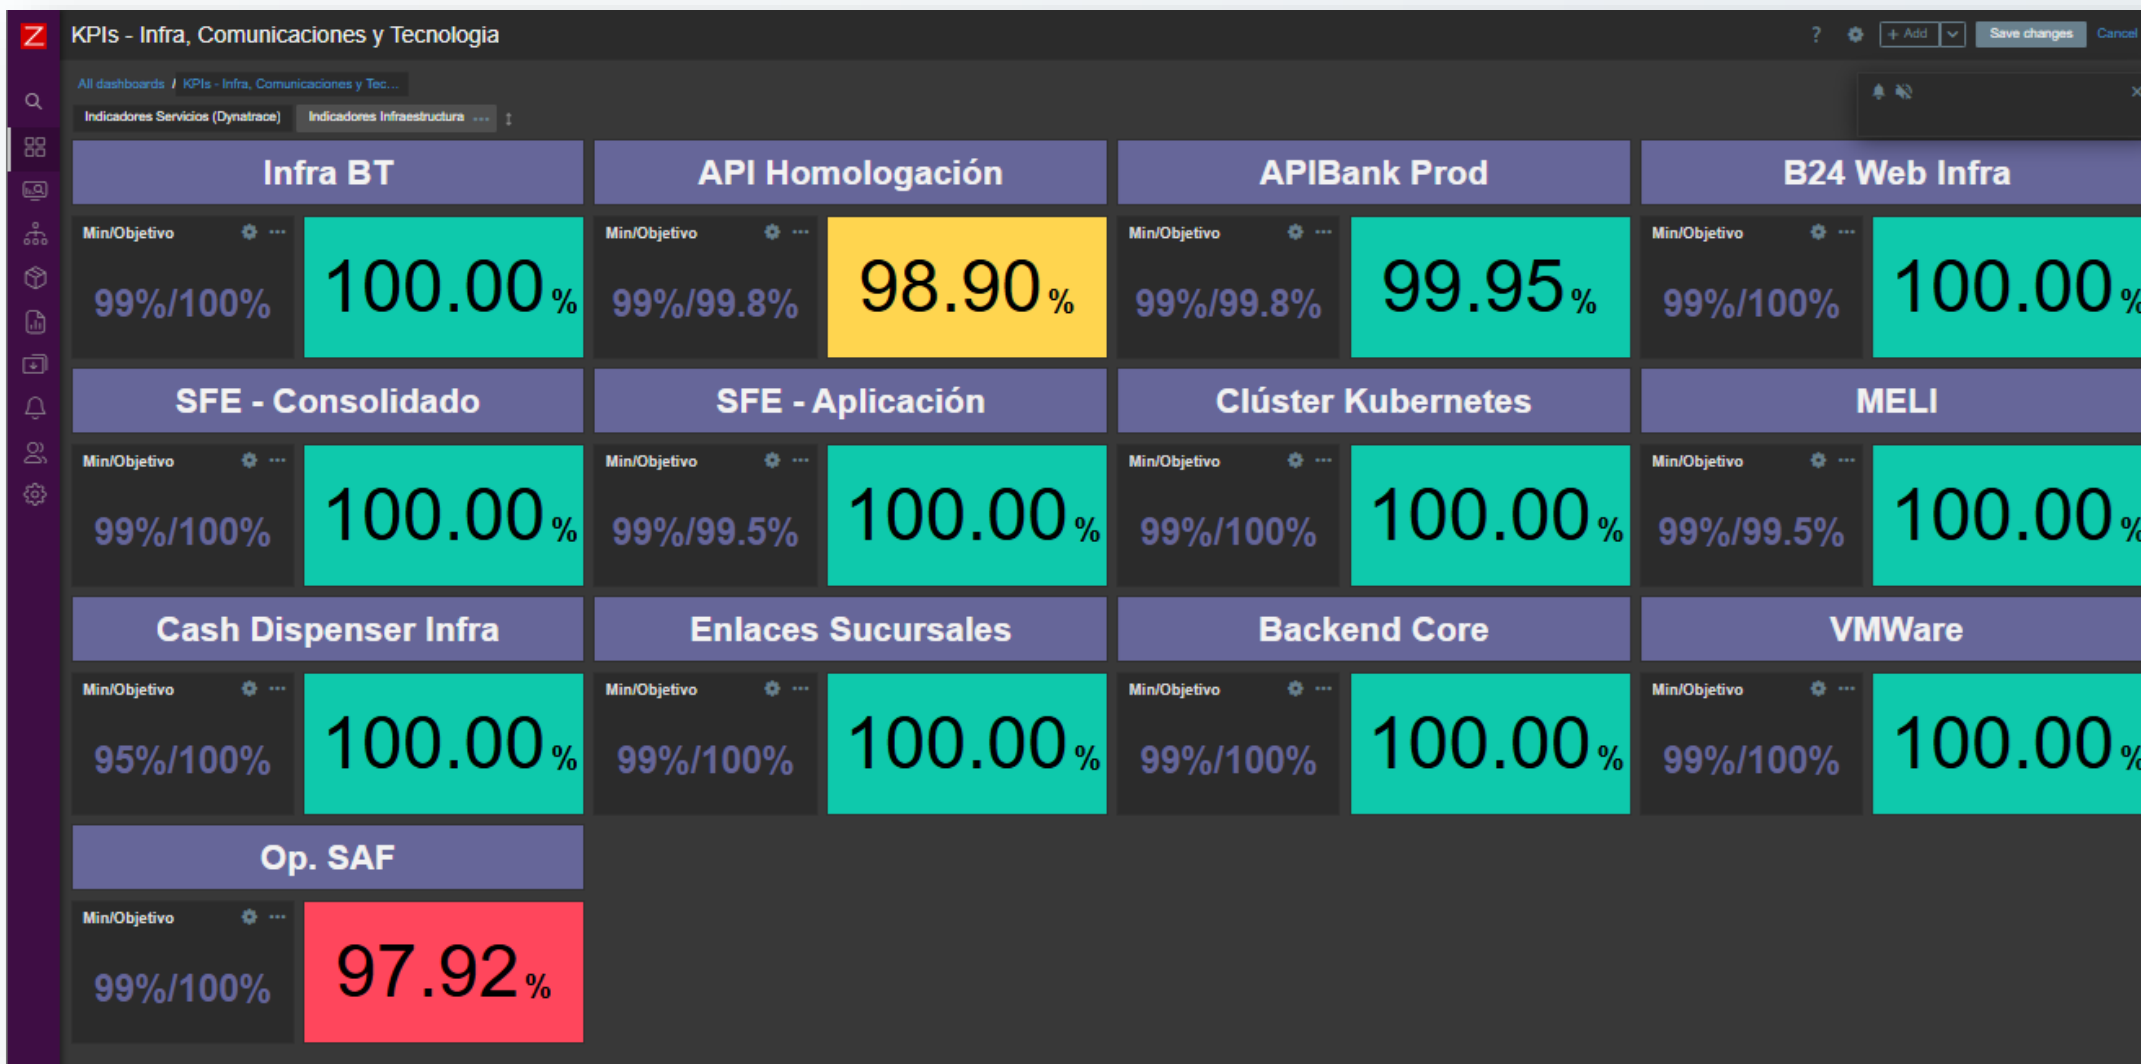 Z KPIs - Infra, Comunicaciones y Tecnologia ? + Add Save changes Cancel
All dashboards / KPIs - Infra, Comunicaciones y Tec...
Indicadores Servicios (Dynatrace) Indicadores Infraestructura ...
Infra BT API Homologación APIBank Prod B24 Web Infra
Min/Objetivo Min/Objetivo Min/Objetivo Min/Objetivo
99%/100% 100.00 % 99%/99.8% 98.90 % 99%/99.8% 99.95 % 99%/100% 100.00 %
SFE - Consolidado SFE - Aplicación Clúster Kubernetes MELI
Min/Objetivo Min/Objetivo Min/Objetivo Min/Objetivo
99%/100% 100.00 % 99%/99.5% 100.00 % 99%/100% 100.00 % 99%/99.5% 100.00 %
Cash Dispenser Infra Enlaces Sucursales Backend Core VMWare
Min/Objetivo Min/Objetivo Min/Objetivo Min/Objetivo
95%/100% 100.00 % 99%/100% 100.00 % 99%/100% 100.00 % 99%/100% 100.00 %
Op. SAF
Min/Objetivo
99%/100% 97.92 %